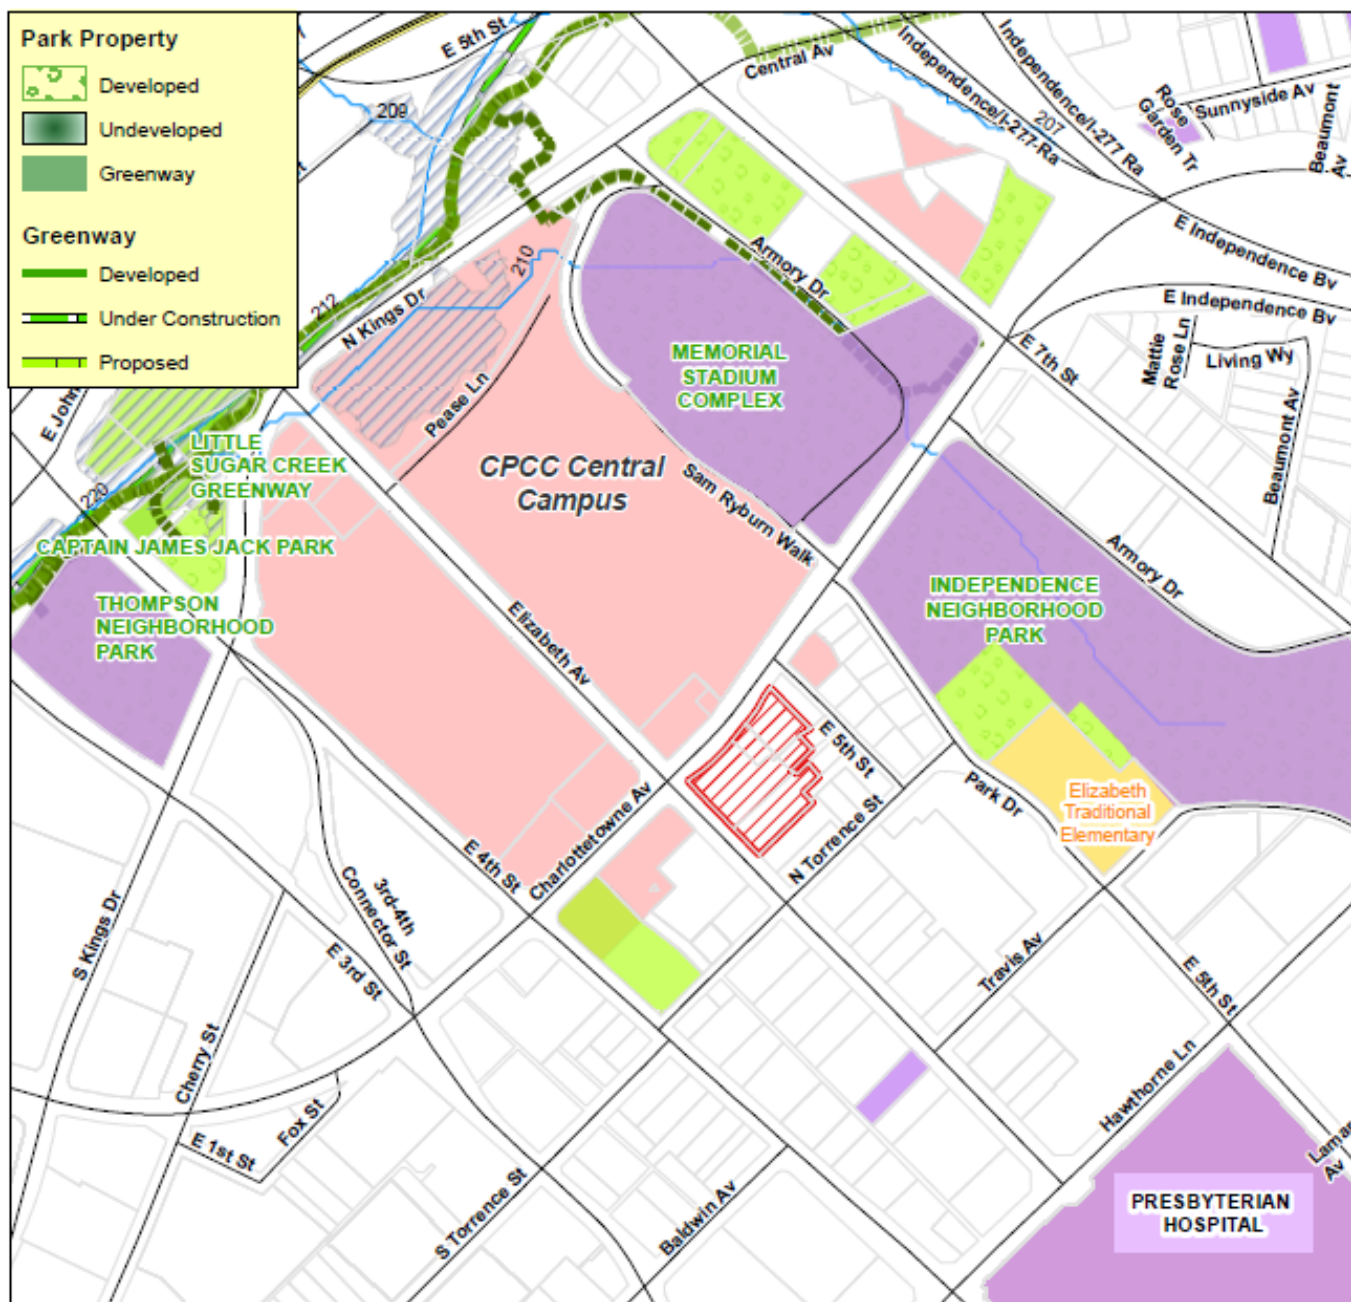 Park Property
Developed
Undeveloped
Greenway
Greenway
Developed
Under Construction
Proposed
E 5th St
Central Av
Independence/I-277-Ra
Independence/I-277 Ra
207
Rose
Garden Tr
Sunnyside Av
Beaumont
Av
209
210
212
220
N Kings Dr
Pease Ln
Armory Dr
E Independence Bv
E Independence Bv
E 7th St
Mattie
Rose Ln
Living Wy
Beaumont Av
MEMORIAL
STADIUM
COMPLEX
E John
LITTLE
SUGAR CREEK
GREENWAY
CPCC Central
Campus
Sam Ryburn Walk
CAPTAIN JAMES JACK PARK
THOMPSON
NEIGHBORHOOD
PARK
Elizabeth Av
INDEPENDENCE
NEIGHBORHOOD
PARK
Armory Dr
E 5th St
Park Dr
Elizabeth
Traditional
Elementary
N Torrence St
Charlottetowne Av
E 4th St
3rd-4th
Connector St
S Kings Dr
E 3rd St
Travis Av
E 5th St
Cherry St
Fox St
E 1st St
Hawthorne Ln
Lamar
Av
S Torrence St
Baldwin Av
PRESBYTERIAN
HOSPITAL